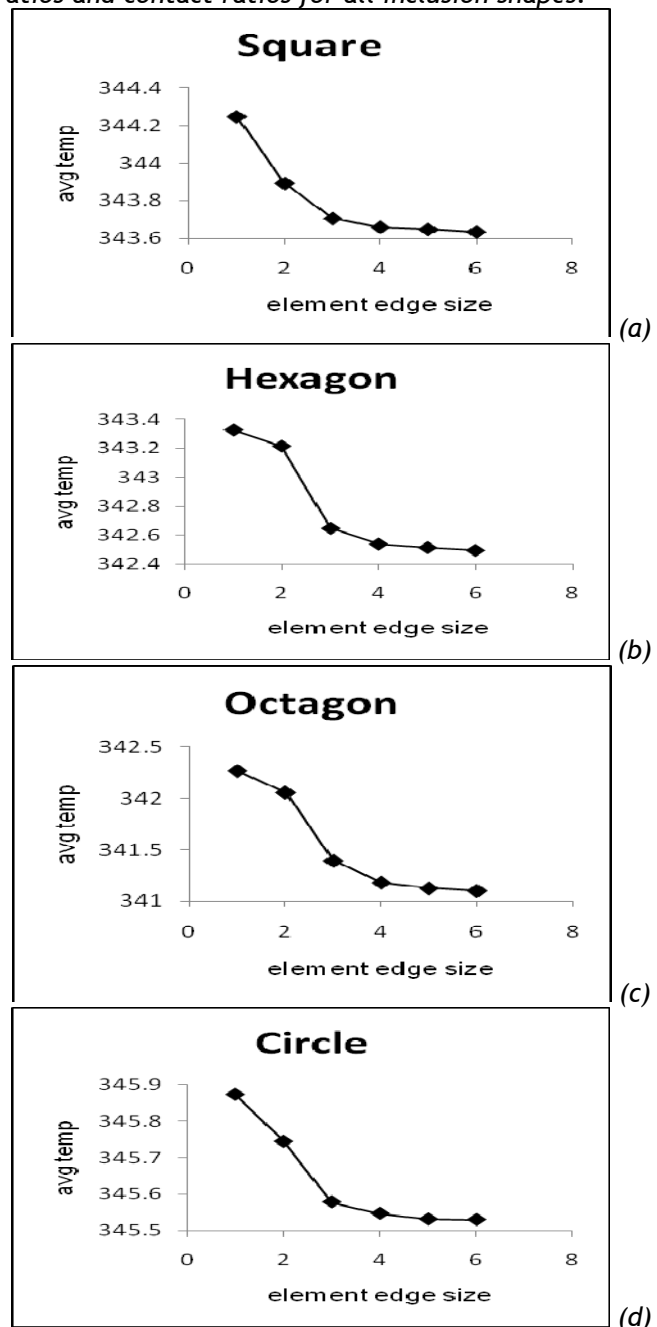 atios and contact ratios for all inclusion shapes.
Square
344.4
344.2
344
343.8
343.6
avg temp
0 2 4 6 8
element edge size
(a)
Hexagon
343.4
343.2
343
342.8
342.6
342.4
avg temp
0 2 4 6 8
element edge size
(b)
Octagon
342.5
342
341.5
341
avg temp
0 2 4 6 8
element edge size
(c)
Circle
345.9
345.8
345.7
345.6
345.5
avg temp
0 2 4 6 8
element edge size
(d)